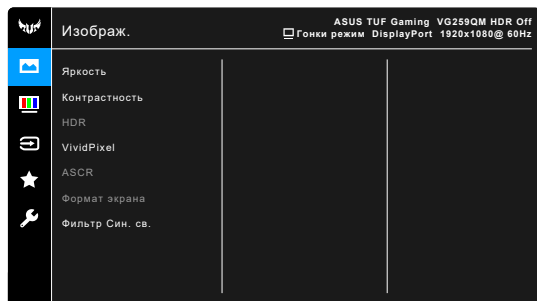 Изображ.
ASUS TUF Gaming VG259QM HDR Off
Гонки режим DisplayPort 1920x1080@ 60Hz
Яркость
Контрастность
HDR
VividPixel
ASCR
Формат экрана
Фильтр Син. св.